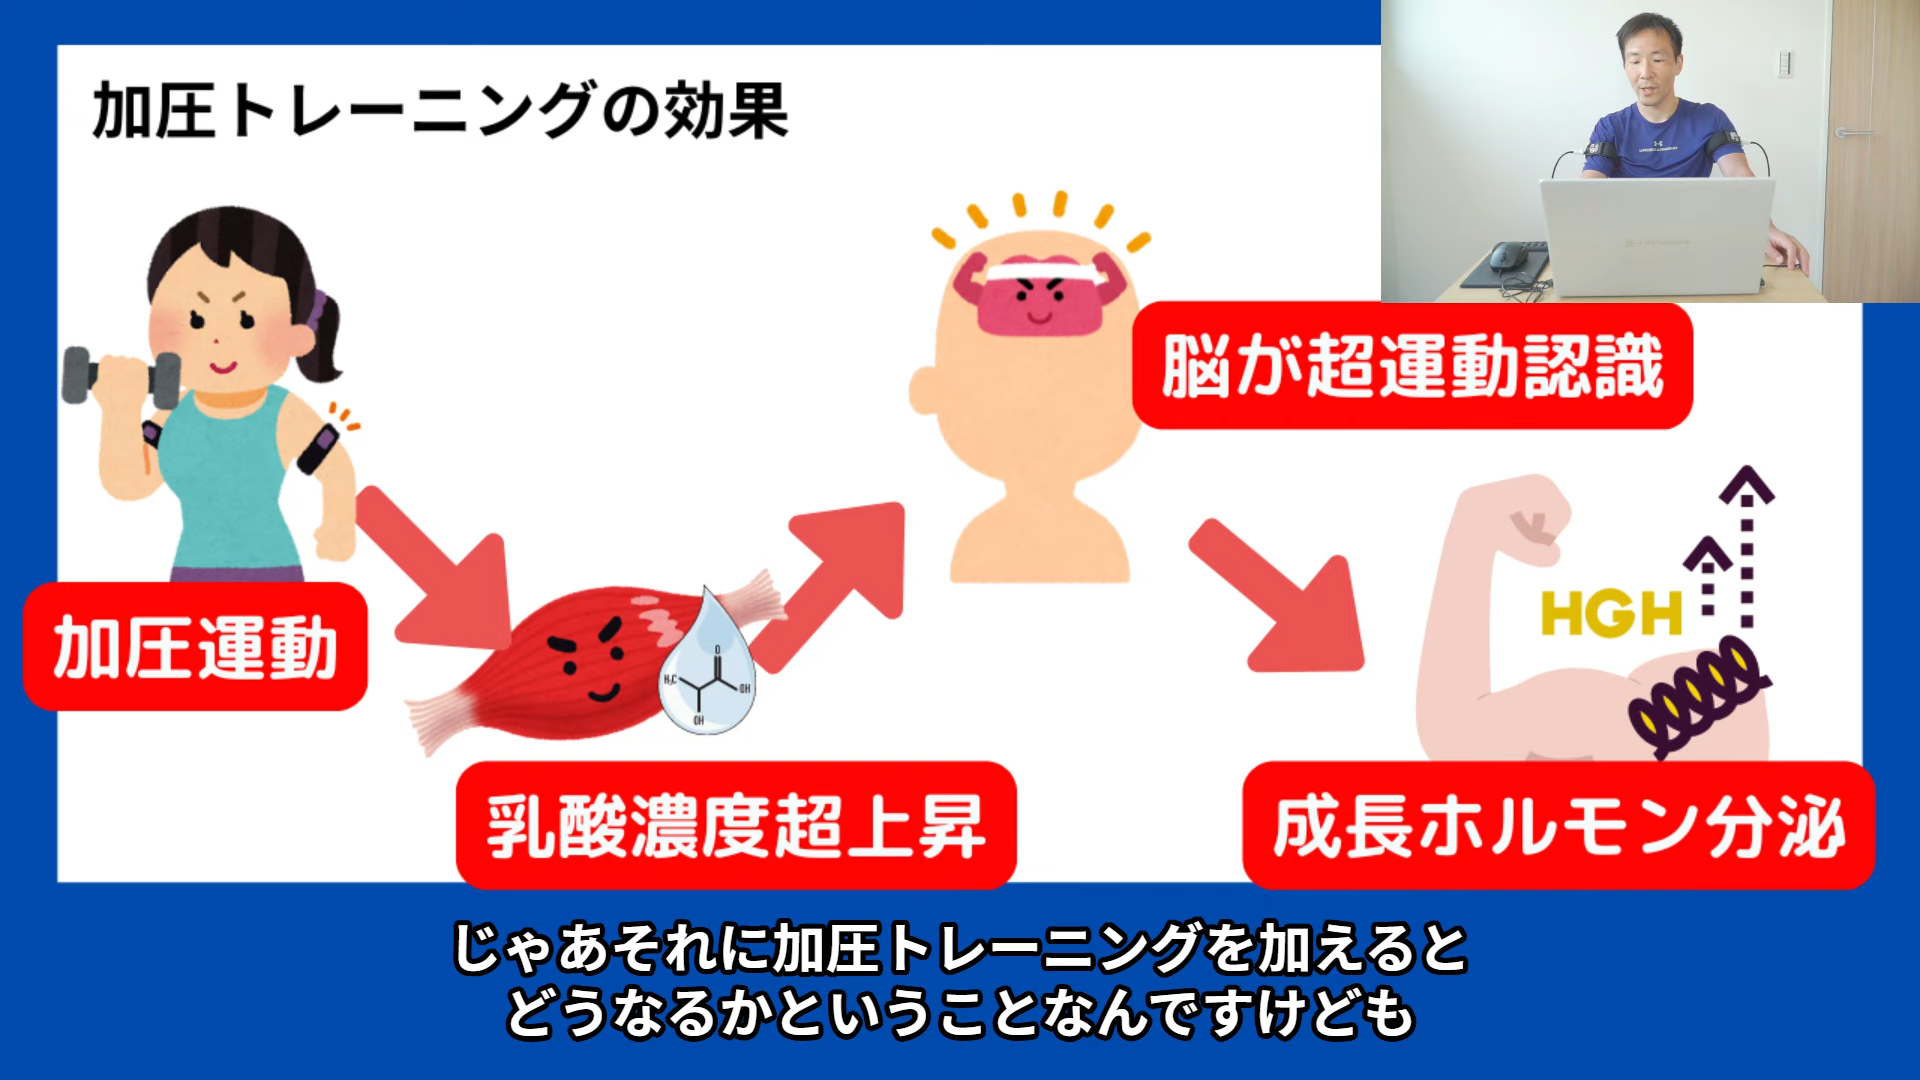 加圧トレーニングの効果
脳が超運動認識
HGH
加圧運動
H₃C
O
OH
OH
乳酸濃度超上昇
成長ホルモン分泌
じゃあそれに加圧トレーニングを加えると
どうなるかということなんですけども